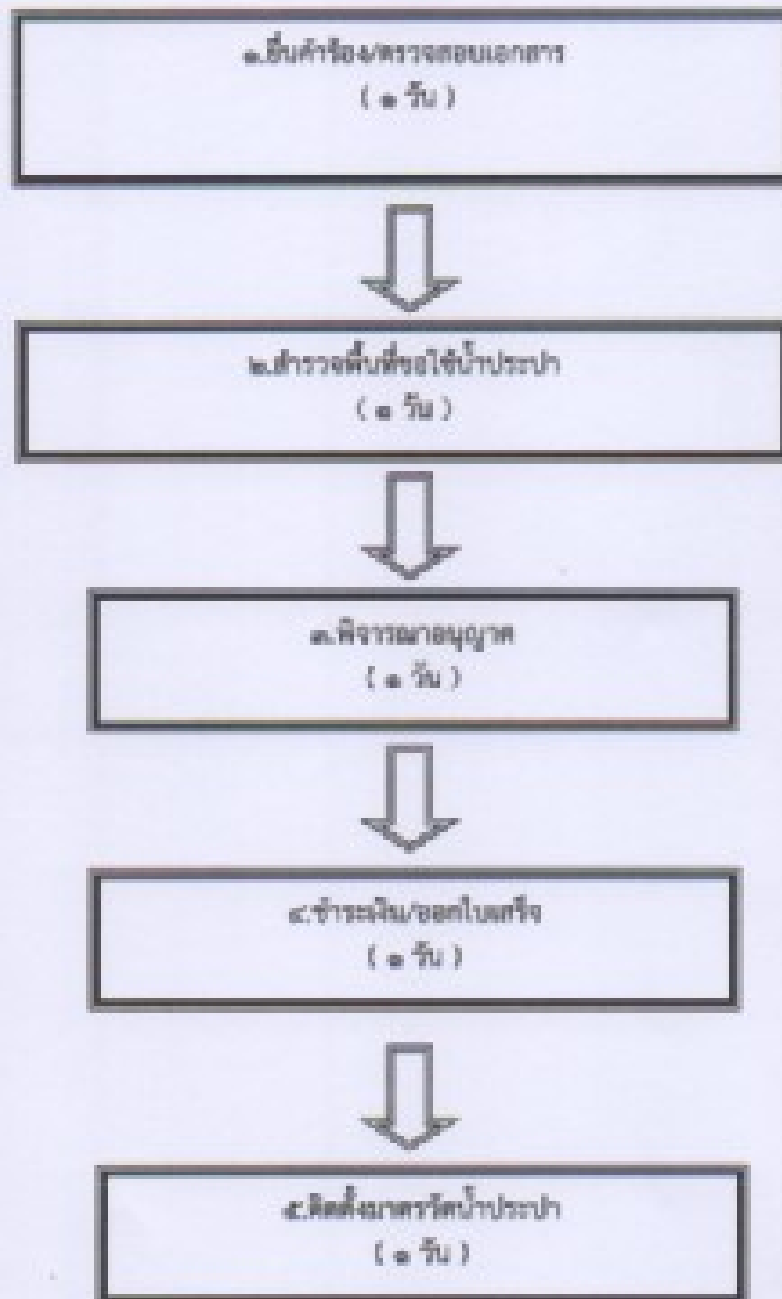 ๑.ยื่นคำร้อง/ตรวจสอบเอกสาร
( ๑ วัน )
๒.สำรวจพื้นที่ขอใช้น้ำประปา
( ๑ วัน )
๓.พิจารณาอนุญาต
( ๑ วัน )
๔.ชำระเงิน/ออกใบเสร็จ
( ๑ วัน )
๕.ติดตั้งมาตรวัดน้ำประปา
( ๑ วัน )